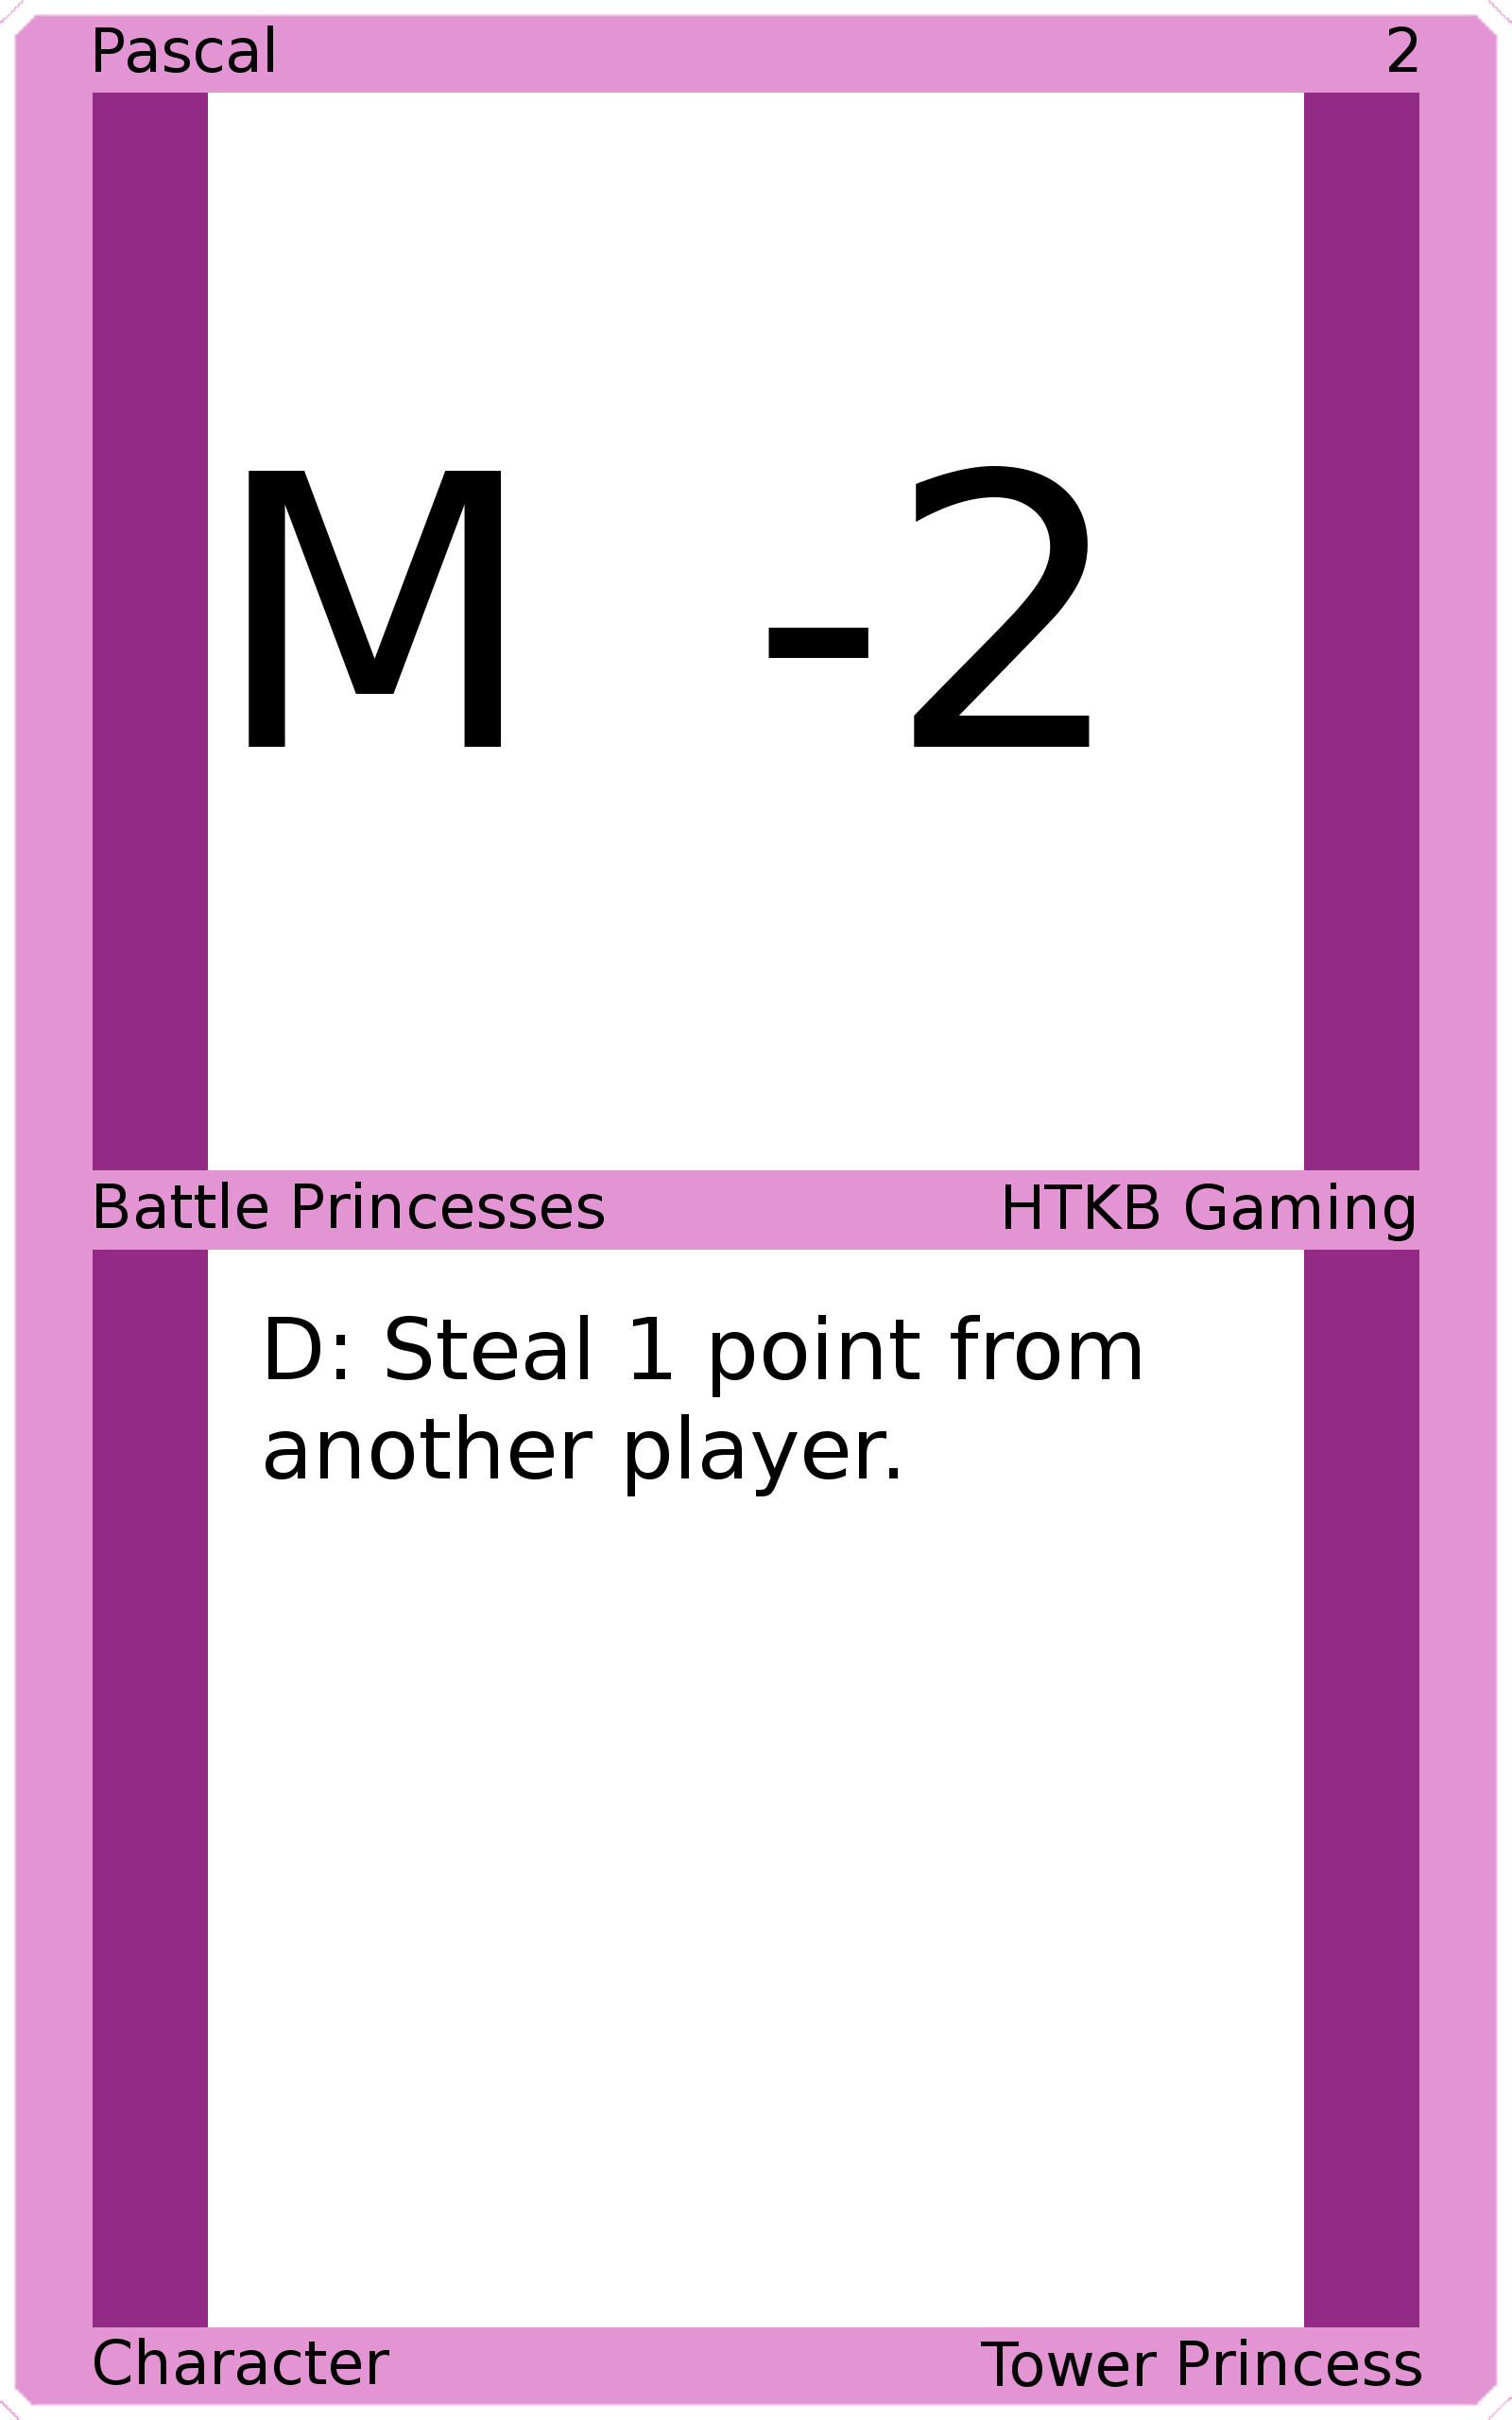 Pascal 2
M -2
Battle Princesses HTKB Gaming
D: Steal 1 point from
another player.
Character Tower Princess